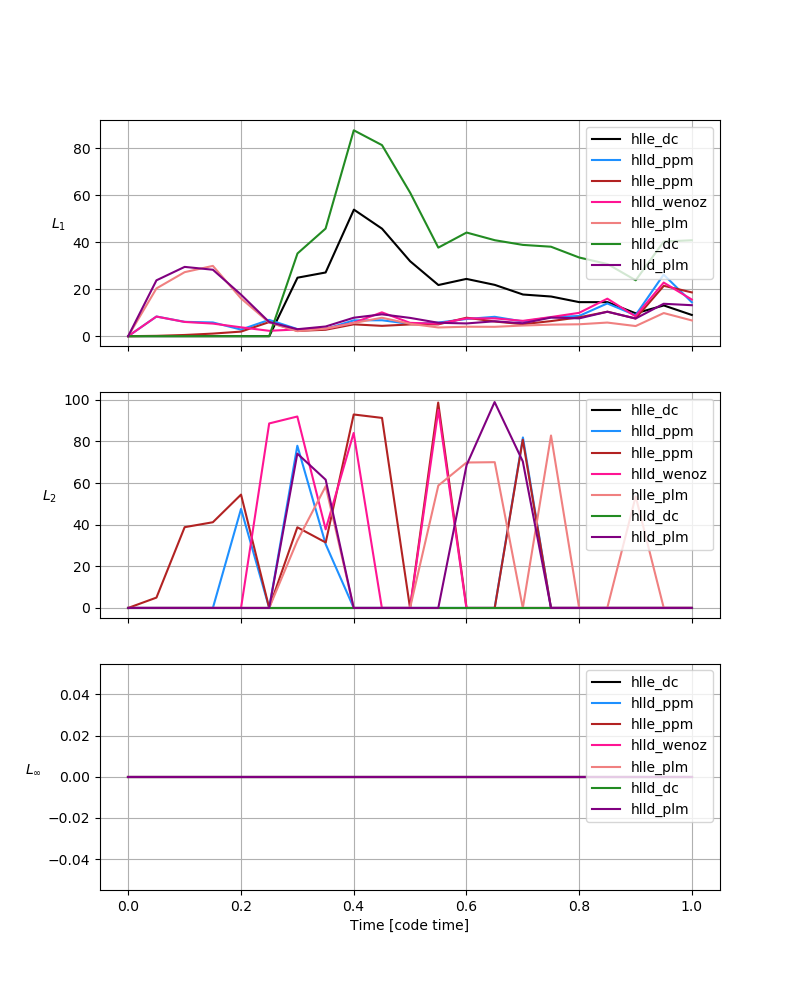 80
60
40
20
0
L₁
hlle_dc
hlld_ppm
hlle_ppm
hlld_wenoz
hlle_plm
hlld_dc
hlld_plm
100
80
60
40
20
0
L₂
hlle_dc
hlld_ppm
hlle_ppm
hlld_wenoz
hlle_plm
hlld_dc
hlld_plm
0.04
0.02
0.00
−0.02
−0.04
L∞
hlle_dc
hlld_ppm
hlle_ppm
hlld_wenoz
hlle_plm
hlld_dc
hlld_plm
0.0 0.2 0.4 0.6 0.8 1.0
Time [code time]